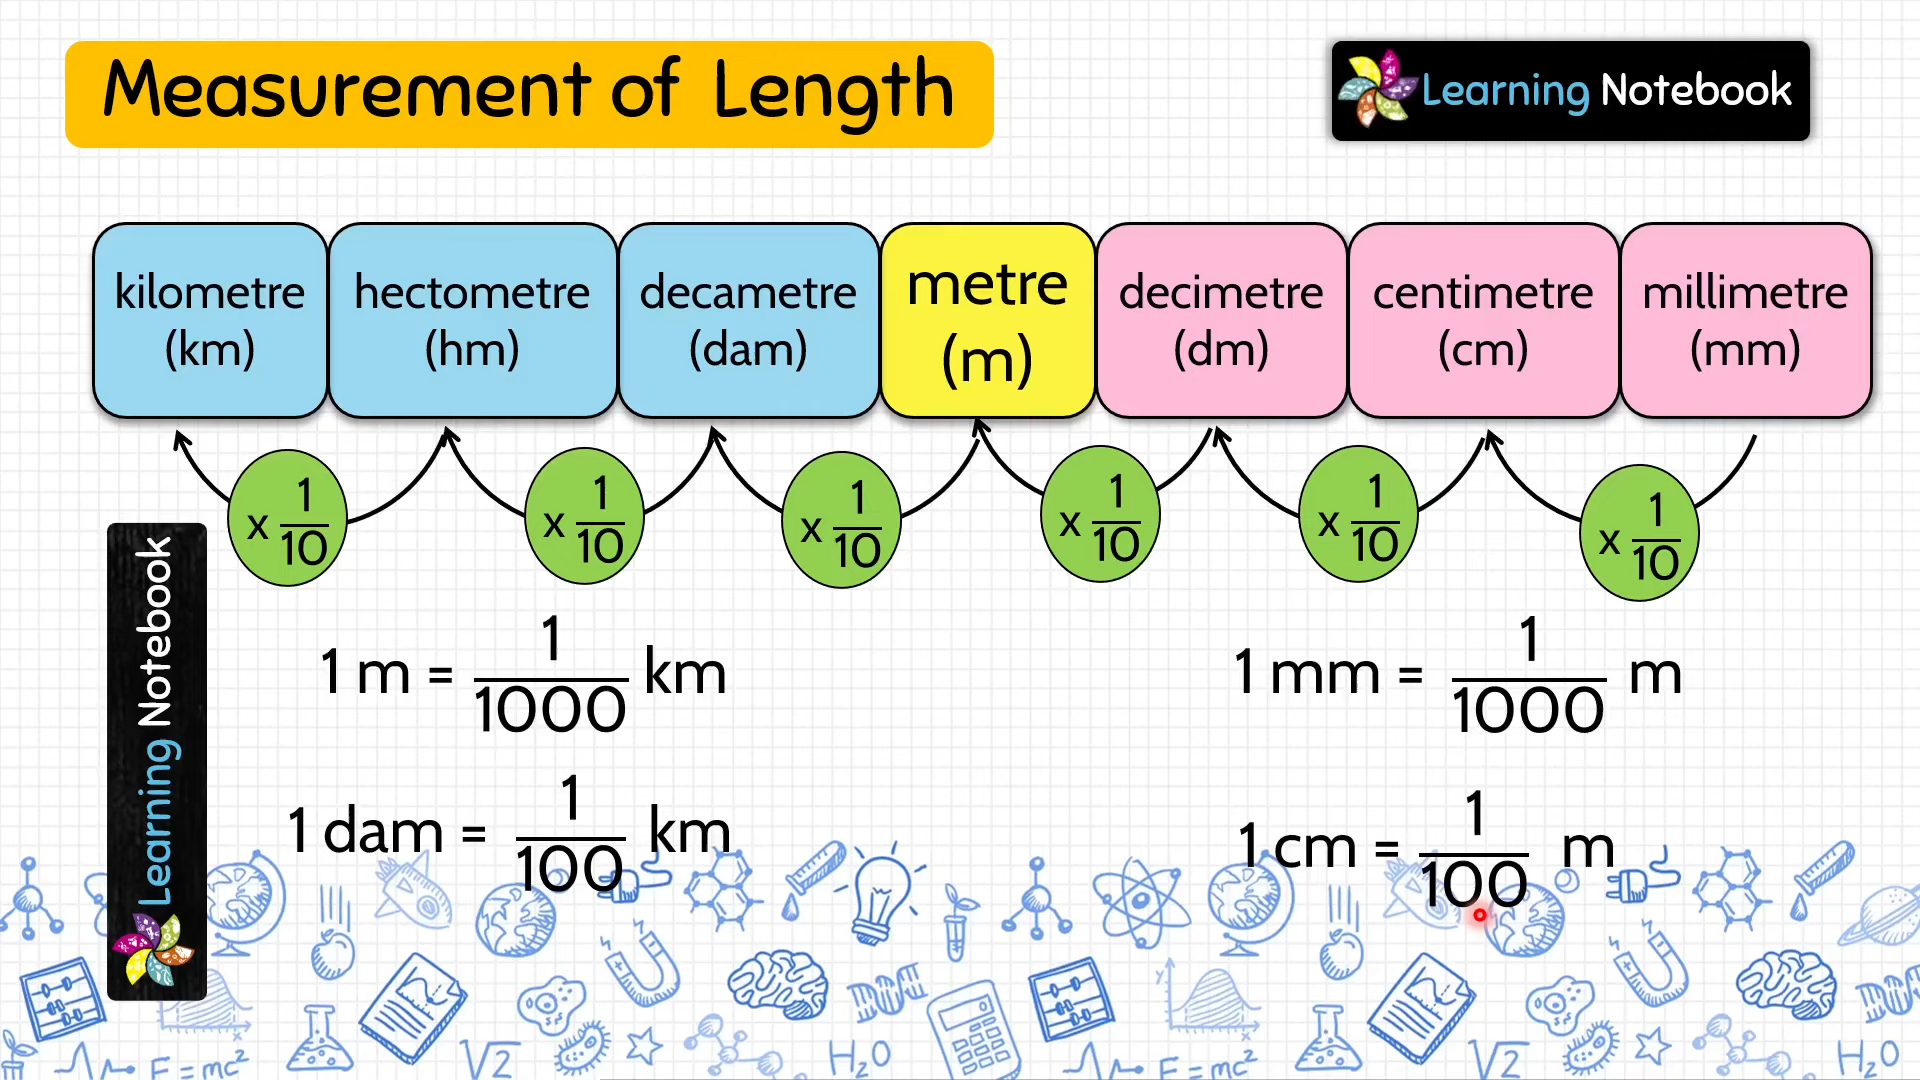 Measurement of Length
Learning Notebook
kilometre
(km)
hectometre
(hm)
decametre
(dam)
metre
(m)
decimetre
(dm)
centimetre
(cm)
millimetre
(mm)
x 1/10
x 1/10
x 1/10
x 1/10
x 1/10
x 1/10
Learning Notebook
1 m = 1/1000 km
1 mm = 1/1000 m
1 dam = 1/100 km
1 cm = 1/100 m
y
x
F = mc²
√2
H₂O
y
x
F = mc²
√2
H₂O